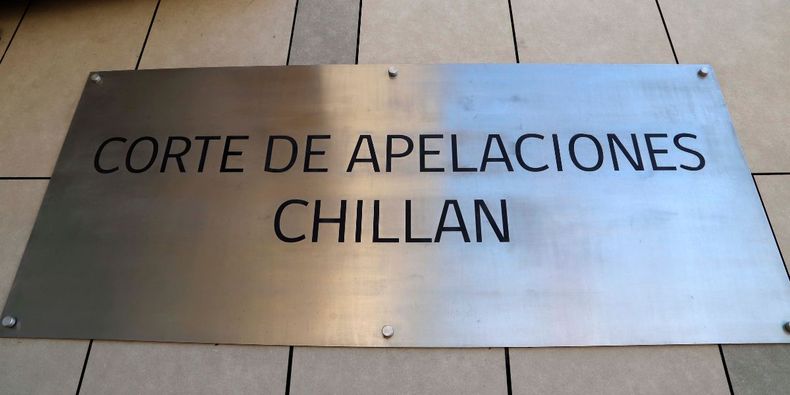 CORTE DE APELACIONES
CHILLAN